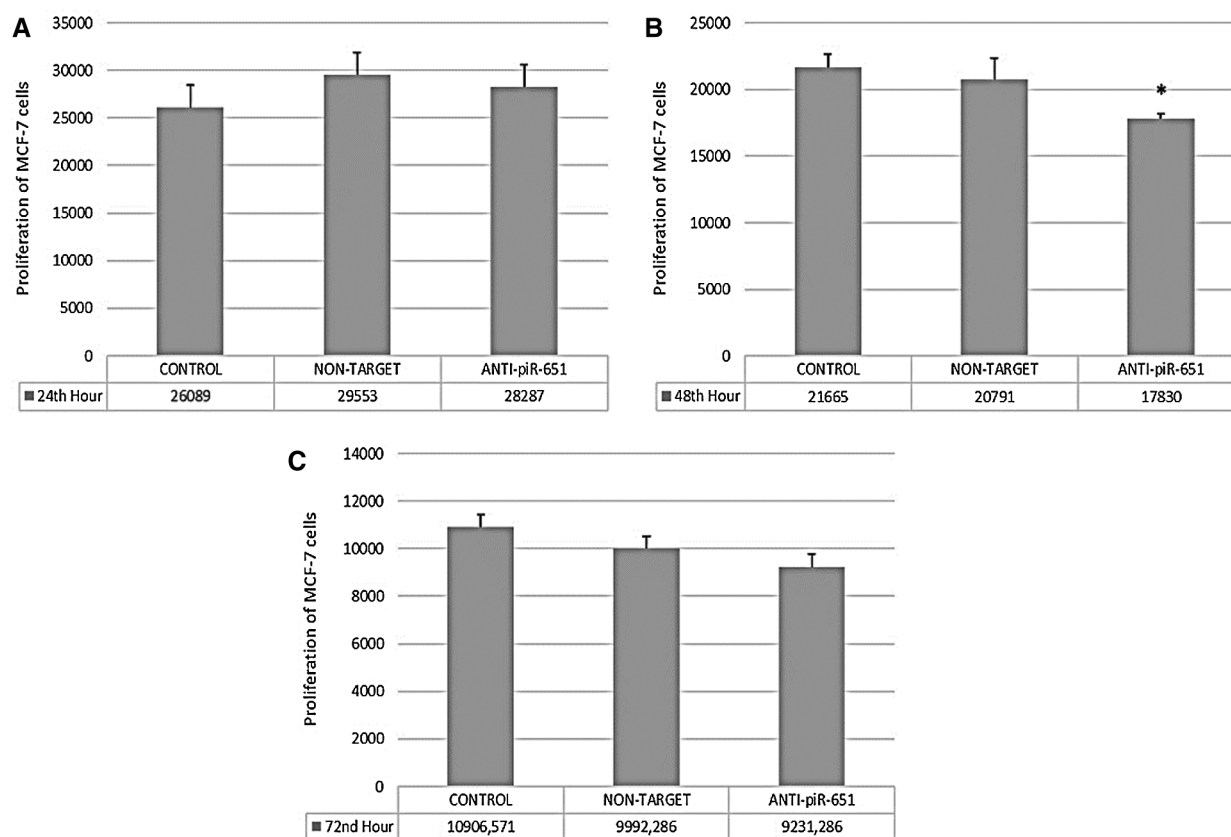 A
Proliferation of MCF-7 cells
35000
30000
25000
20000
15000
10000
5000
0
CONTROL NON-TARGET ANTI-piR-651
24th Hour 26089 29553 28287
B
Proliferation of MCF-7 cells
25000
20000
15000
10000
5000
0
*
CONTROL NON-TARGET ANTI-piR-651
48th Hour 21665 20791 17830
C
Proliferation of MCF-7 cells
14000
12000
10000
8000
6000
4000
2000
0
CONTROL NON-TARGET ANTI-piR-651
72nd Hour 10906,571 9992,286 9231,286